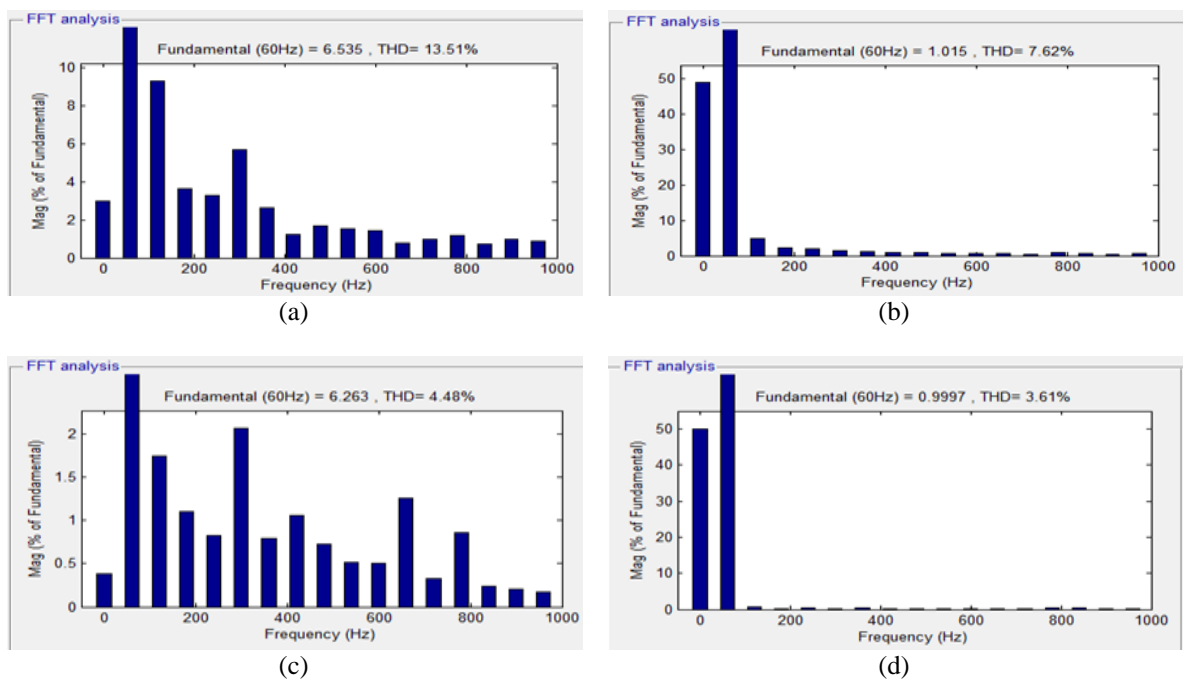 FFT analysis
Fundamental (60Hz) = 6.535 , THD= 13.51%
10
8
6
4
2
0
Mag (% of Fundamental)
0 200 400 600 800 1000
Frequency (Hz)
(a)
FFT analysis
Fundamental (60Hz) = 1.015 , THD= 7.62%
50
40
30
20
10
0
Mag (% of Fundamental)
0 200 400 600 800 1000
Frequency (Hz)
(b)
FFT analysis
Fundamental (60Hz) = 6.263 , THD= 4.48%
2
1.5
1
0.5
0
Mag (% of Fundamental)
0 200 400 600 800 1000
Frequency (Hz)
(c)
FFT analysis
Fundamental (60Hz) = 0.9997 , THD= 3.61%
50
40
30
20
10
0
Mag (% of Fundamental)
0 200 400 600 800 1000
Frequency (Hz)
(d)